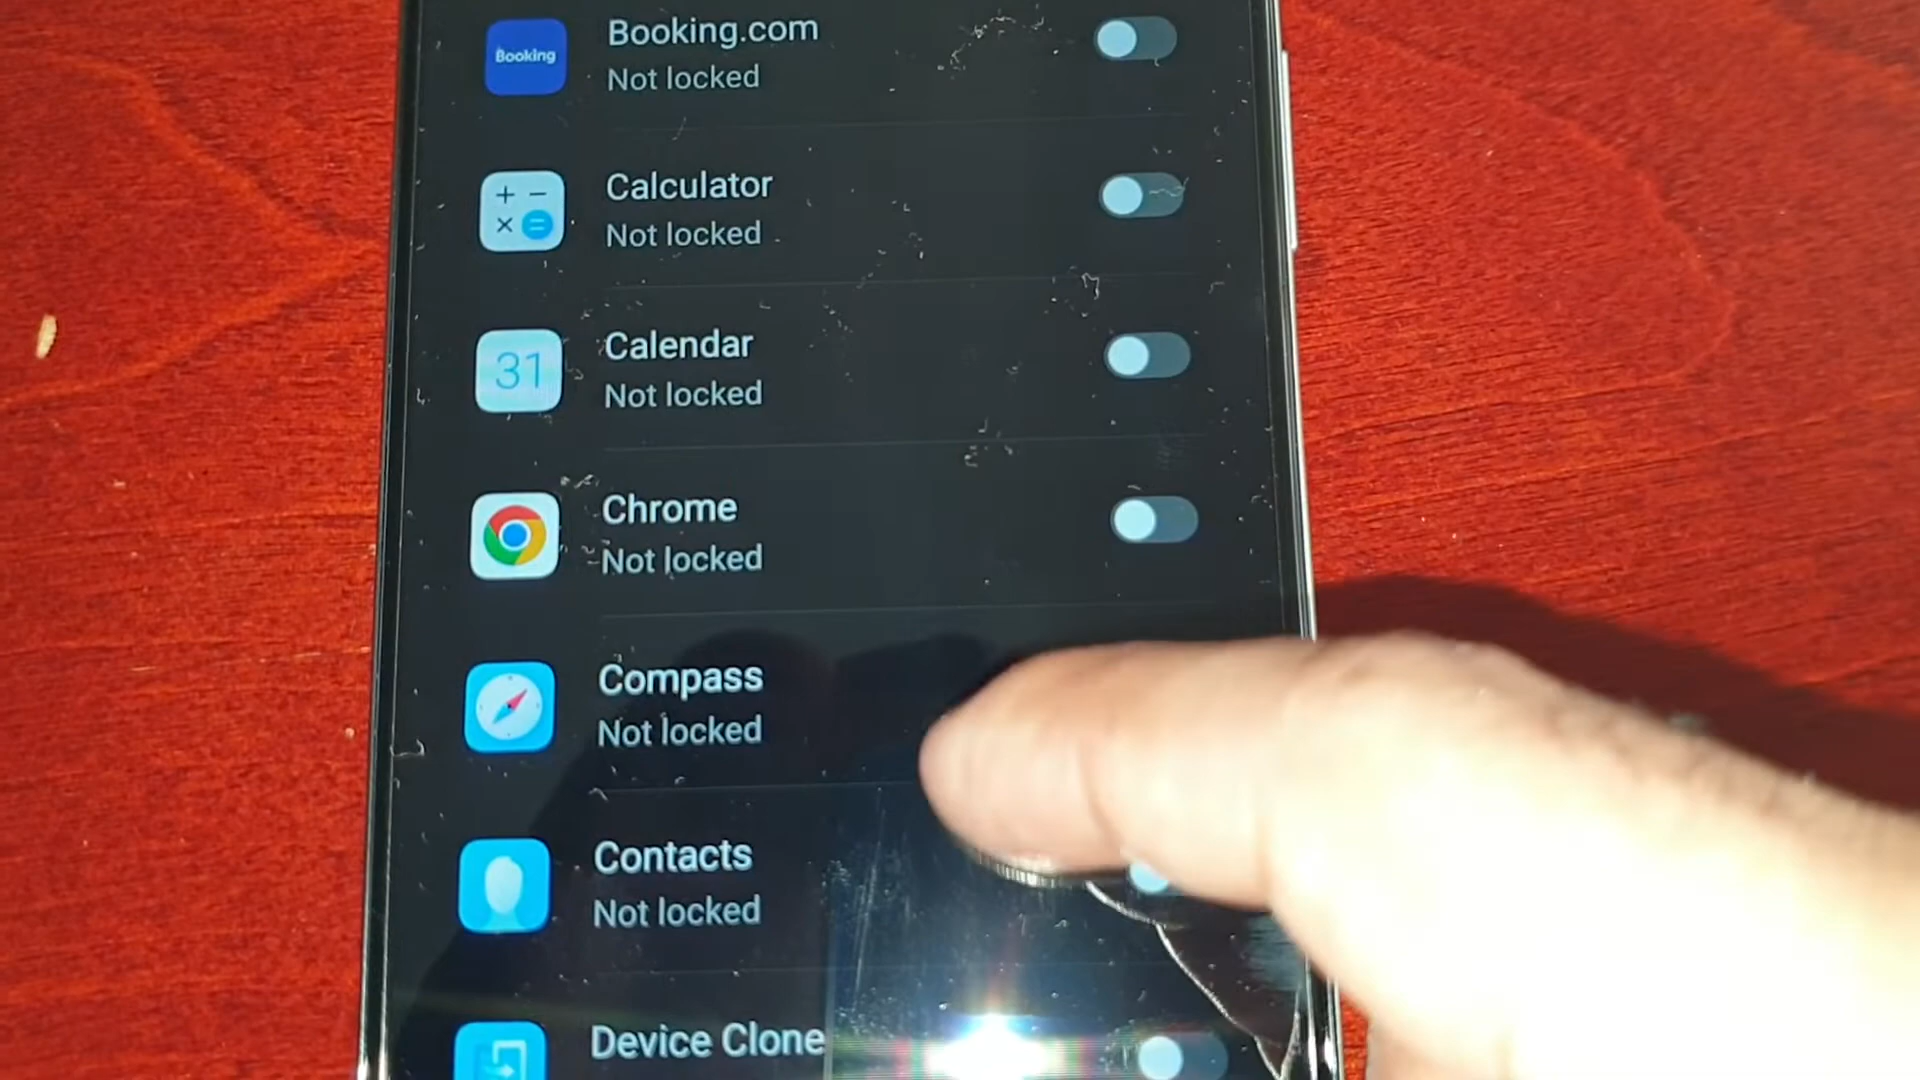 Booking.com
Booking
Not locked
Calculator
Not locked
Calendar
31
Not locked
Chrome
Not locked
Compass
Not locked
Contacts
Not locked
Device Clone